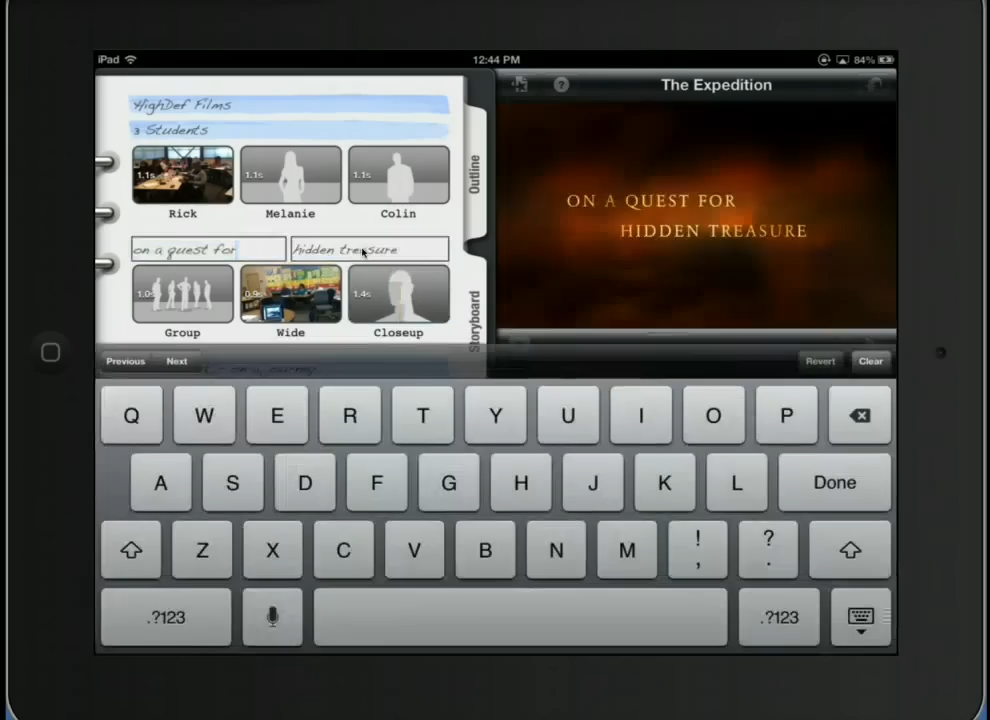 iPad 12:44 PM 84%
HighDef Films
3 Students
1.1s 1.1s 1.1s
Rick Melanie Colin
Outline
on a quest for hidden treasure
1.0s 0.9s 1.4s
Group Wide Closeup
Storyboard
? The Expedition
ON A QUEST FOR
HIDDEN TREASURE
on a journey
Previous Next Revert Clear
Q W E R T Y U I O P
A S D F G H J K L Done
Z X C V B N M ! , ? .
.?123 .?123